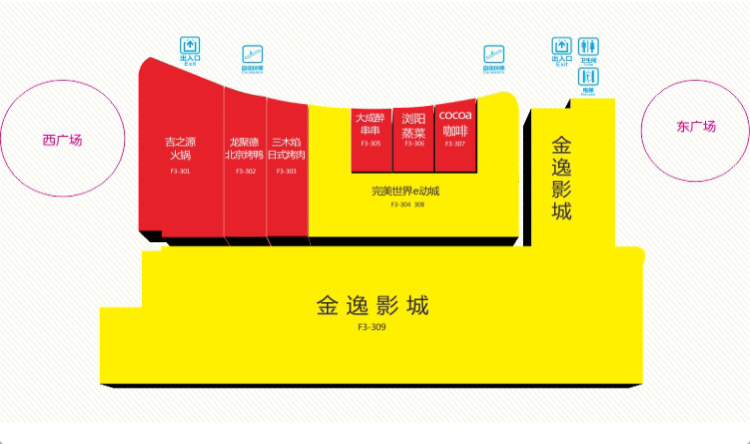 出入口
Exit
自动扶梯
自动扶梯
出入口
Exit
卫生间
电梯
西广场
东广场
吉之源
火锅
F3-301
龙聚德
北京烤鸭
F3-302
三木焰
日式烤肉
F3-303
大成醉
串串
F3-305
浏阳
蒸菜
F3-306
cocoa
咖啡
F3-307
完美世界e动城
F3-304 308
金逸影城
金逸影城
F3-309